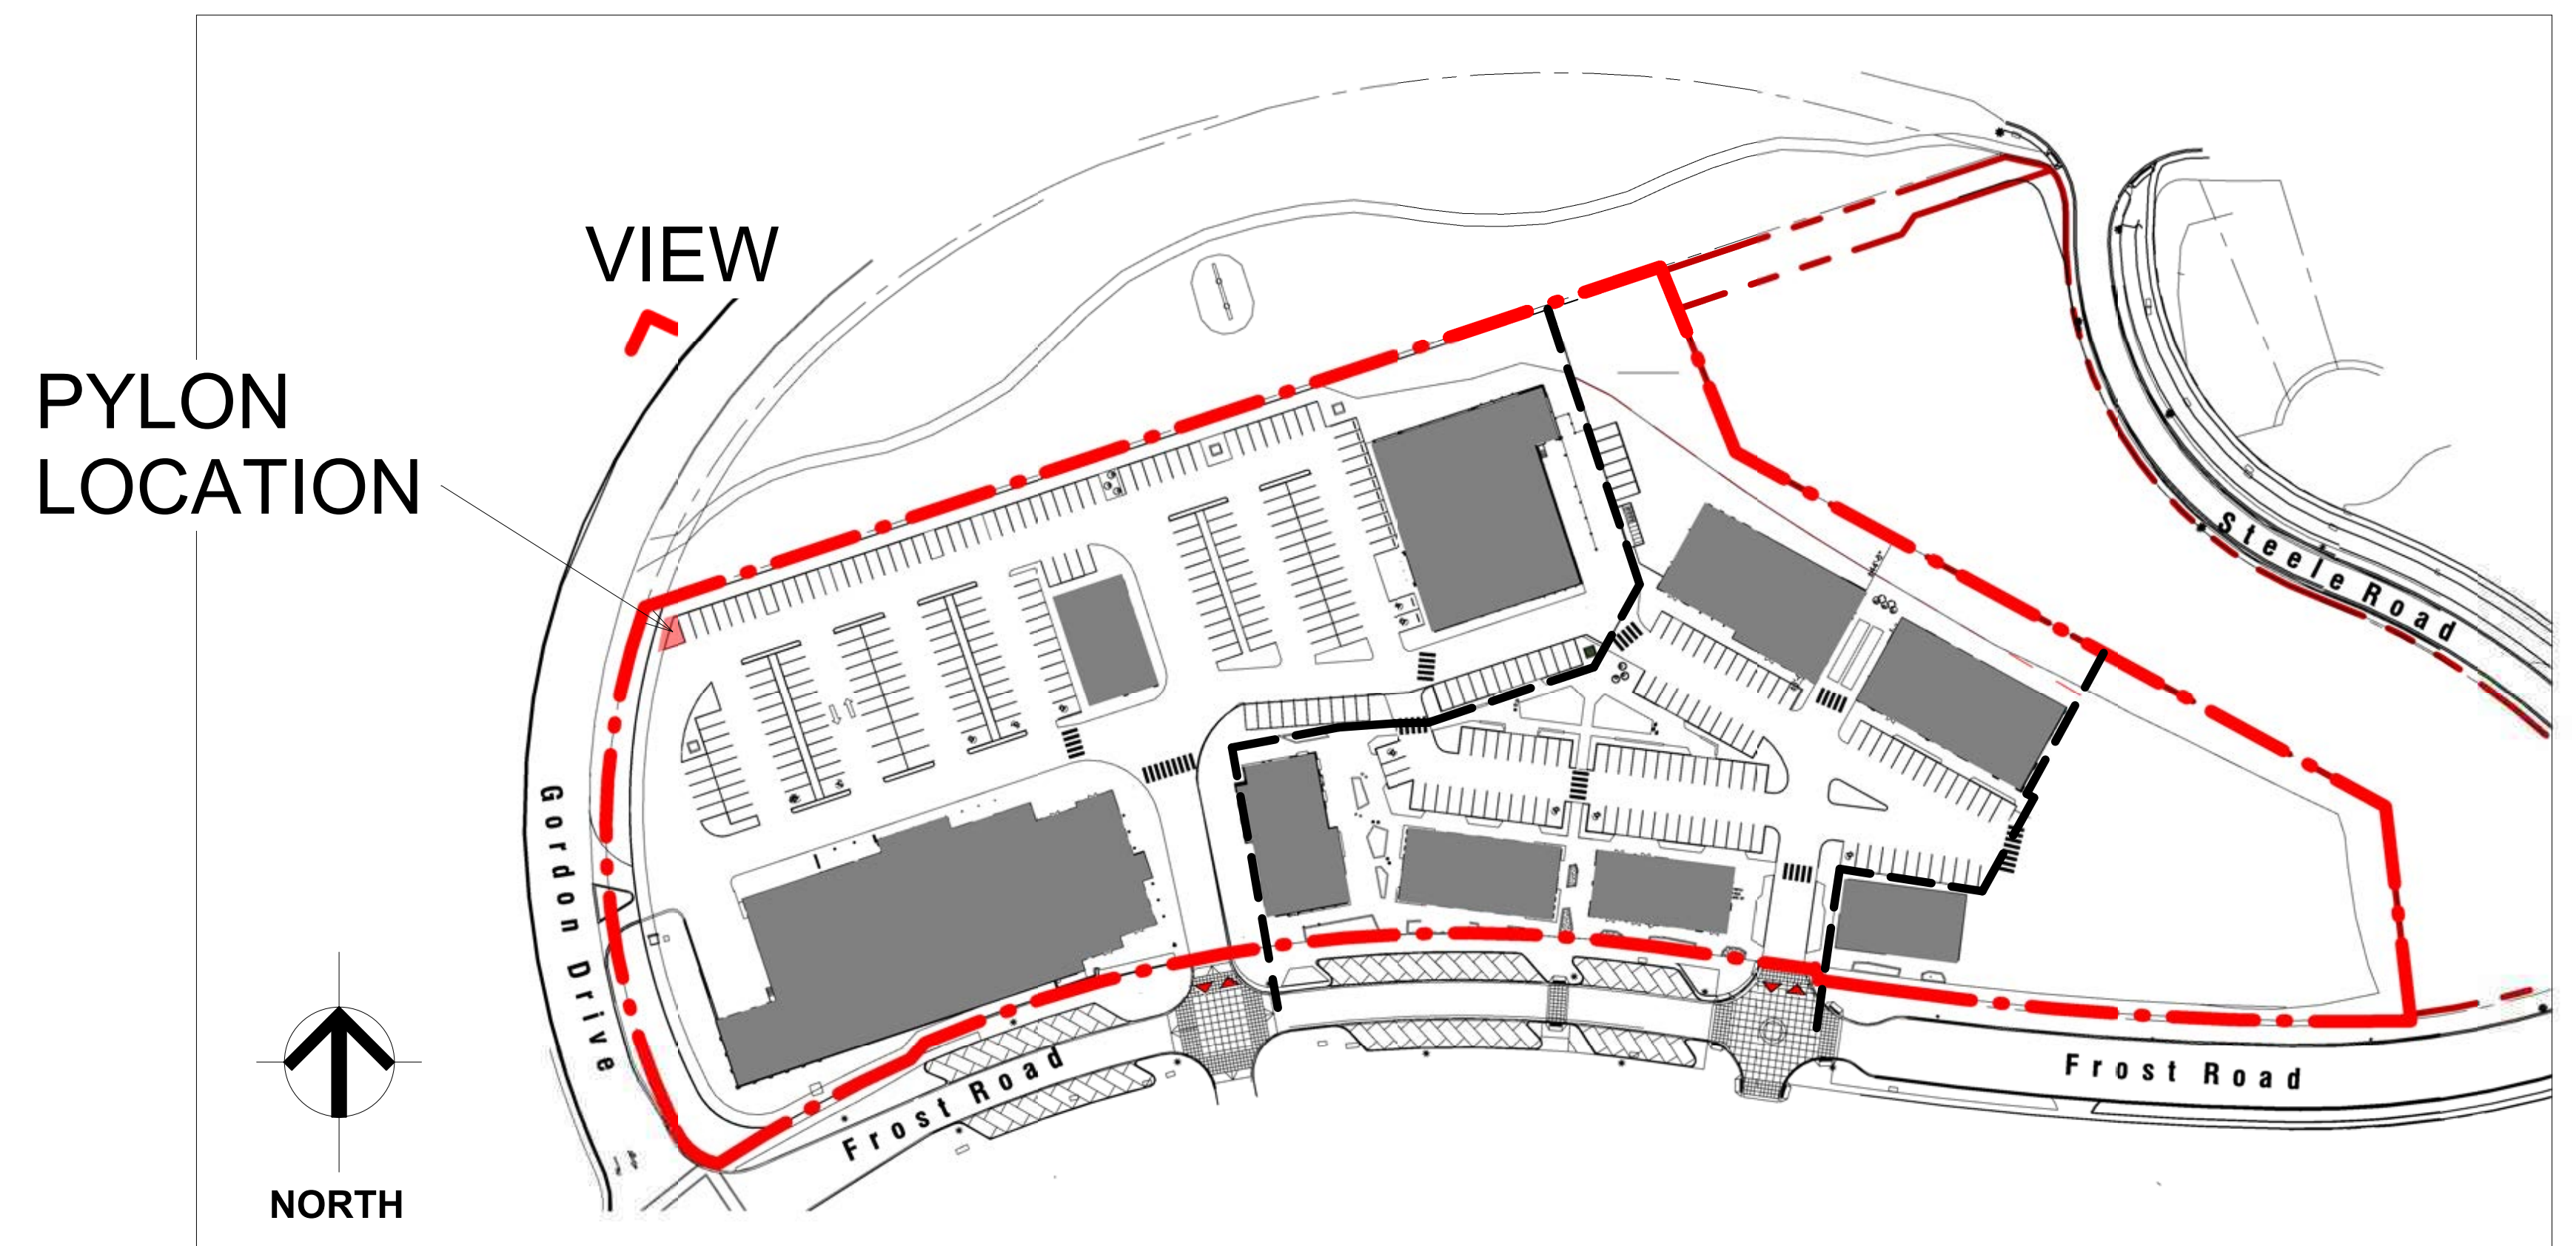 VIEW
PYLON
LOCATION
Steele Road
Gordon Drive
Frost Road
Frost Road
NORTH